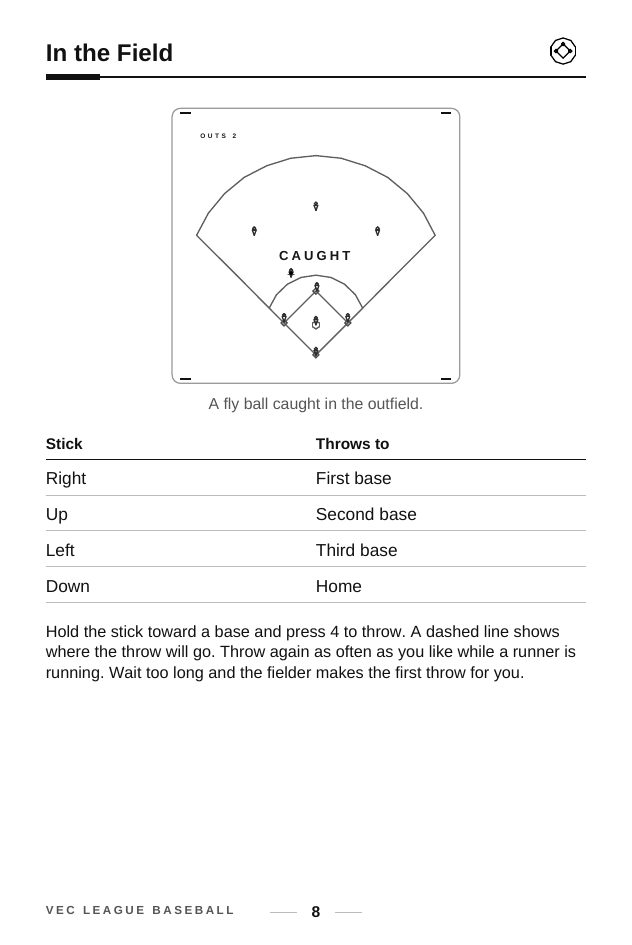 In the Field
OUTS 2
CAUGHT
A fly ball caught in the outfield.
Stick Throws to
Right First base
Up Second base
Left Third base
Down Home
Hold the stick toward a base and press 4 to throw. A dashed line shows
where the throw will go. Throw again as often as you like while a runner is
running. Wait too long and the fielder makes the first throw for you.
VEC LEAGUE BASEBALL 8